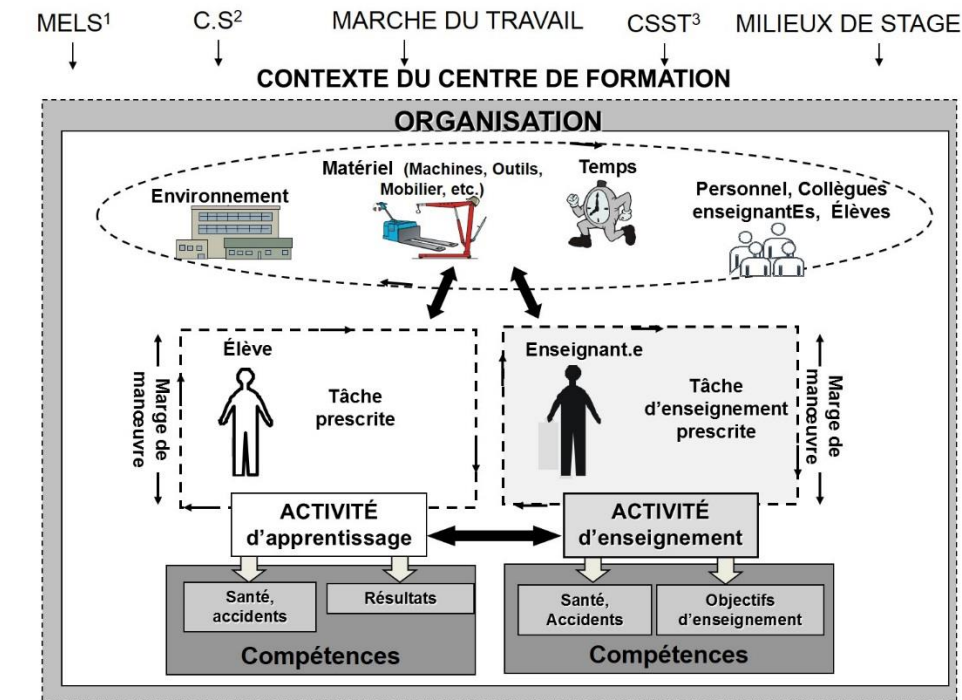 MELS¹ C.S² MARCHE DU TRAVAIL CSST³ MILIEUX DE STAGE
CONTEXTE DU CENTRE DE FORMATION
ORGANISATION
Environnement
Matériel (Machines, Outils,
Mobilier, etc.)
Temps
Personnel, Collègues
enseignantEs, Élèves
Marge de
manœuvre
Élève
Tâche
prescrite
Enseignant.e
Tâche
d'enseignement
prescrite
Marge de
manœuvre
ACTIVITÉ
d'apprentissage
ACTIVITÉ
d'enseignement
Santé,
accidents
Résultats
Compétences
Santé,
Accidents
Objectifs
d'enseignement
Compétences